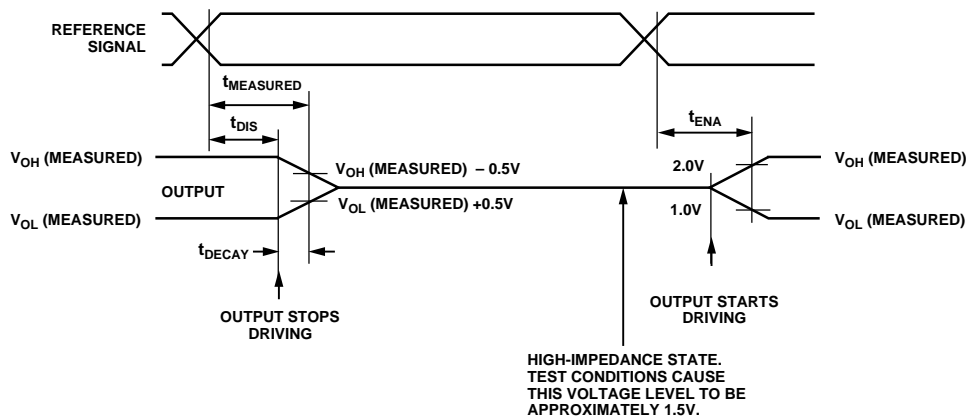 REFERENCE
SIGNAL
tMEASURED
tDIS
tENA
VOH (MEASURED)
VOH (MEASURED) – 0.5V
2.0V
VOH (MEASURED)
OUTPUT
VOL (MEASURED)
VOL (MEASURED) +0.5V
1.0V
VOL (MEASURED)
tDECAY
OUTPUT STOPS
DRIVING
OUTPUT STARTS
DRIVING
HIGH-IMPEDANCE STATE.
TEST CONDITIONS CAUSE
THIS VOLTAGE LEVEL TO BE
APPROXIMATELY 1.5V.